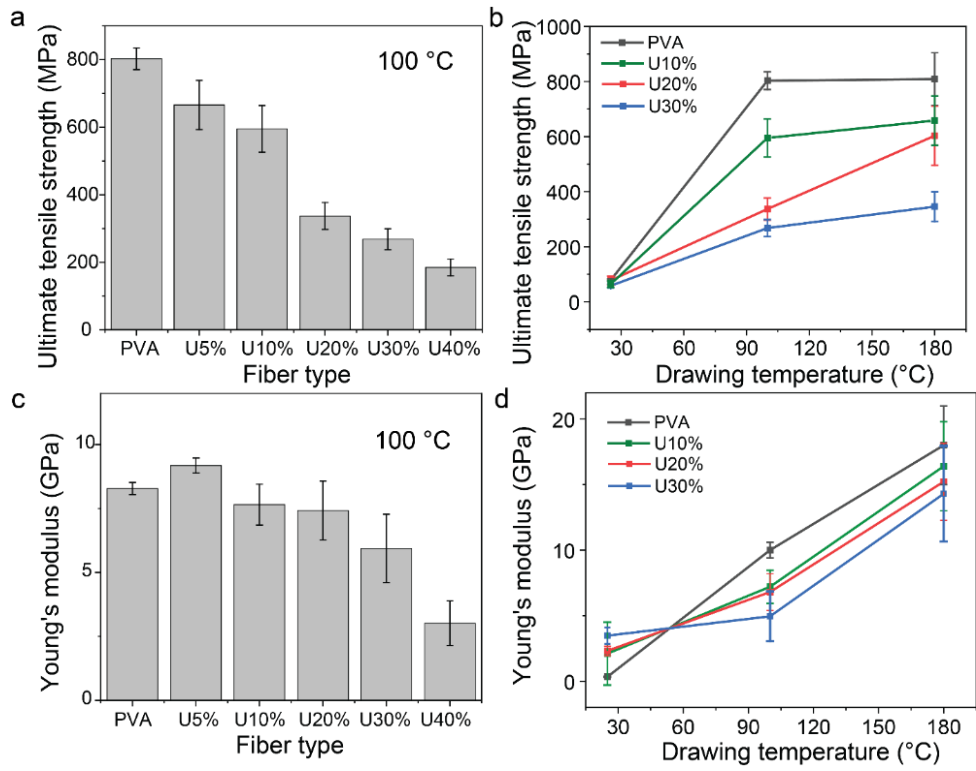 a
Ultimate tensile strength (MPa)
800
600
400
200
0
100 °C
PVA U5% U10% U20% U30% U40%
Fiber type
b
Ultimate tensile strength (MPa)
1000
800
600
400
200
0
PVA
U10%
U20%
U30%
30 60 90 120 150 180
Drawing temperature (°C)
c
Young's modulus (GPa)
10
5
0
100 °C
PVA U5% U10% U20% U30% U40%
Fiber type
d
Young's modulus (GPa)
20
10
0
PVA
U10%
U20%
U30%
30 60 90 120 150 180
Drawing temperature (°C)